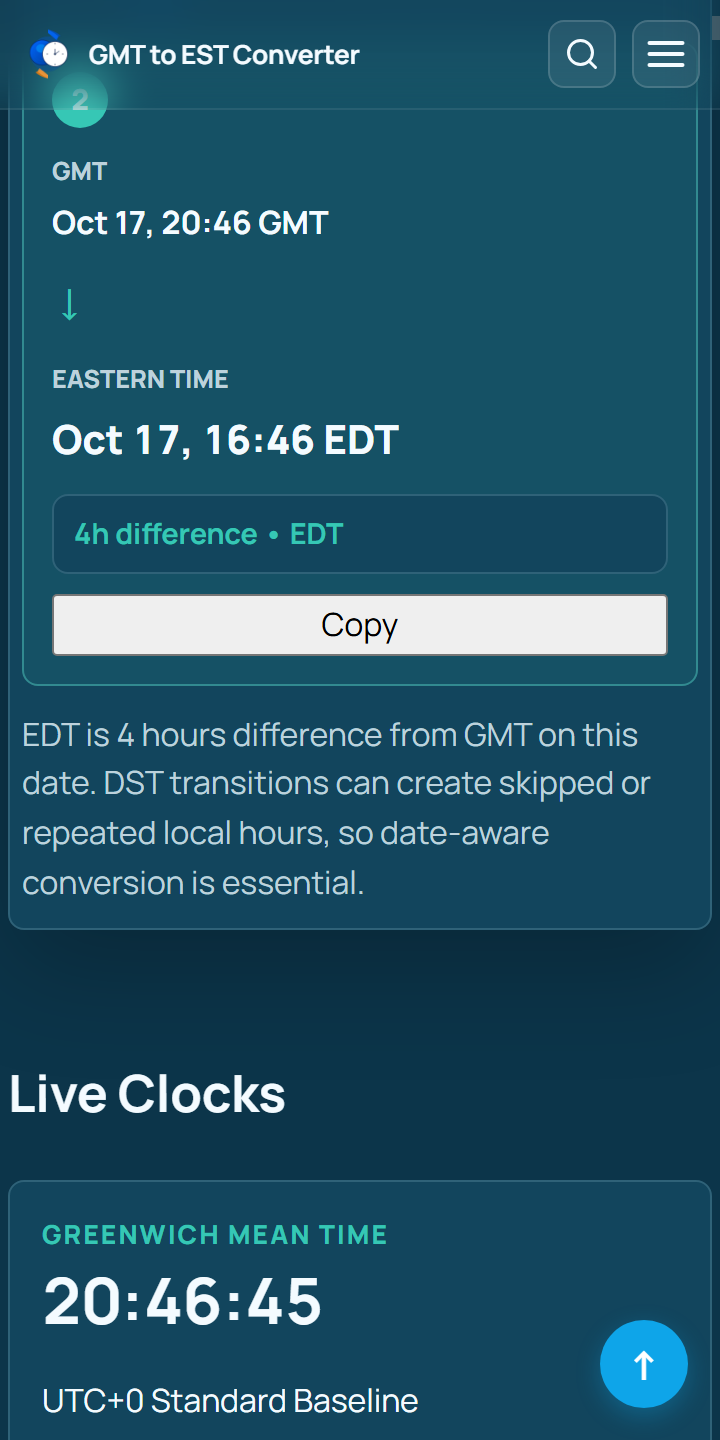 GMT to EST Converter
2
GMT
Oct 17, 20:46 GMT
↓
EASTERN TIME
Oct 17, 16:46 EDT
4h difference • EDT
Copy
EDT is 4 hours difference from GMT on this
date. DST transitions can create skipped or
repeated local hours, so date-aware
conversion is essential.
Live Clocks
GREENWICH MEAN TIME
20:46:45
UTC+0 Standard Baseline